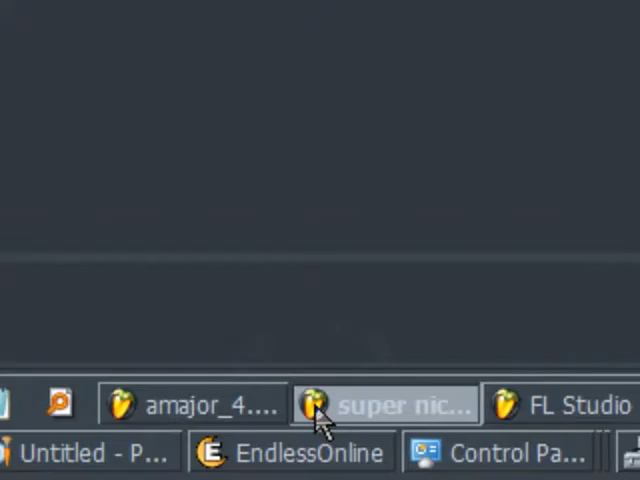 amajor_4.... super nic... FL Studio
Untitled - P... EndlessOnline Control Pa...